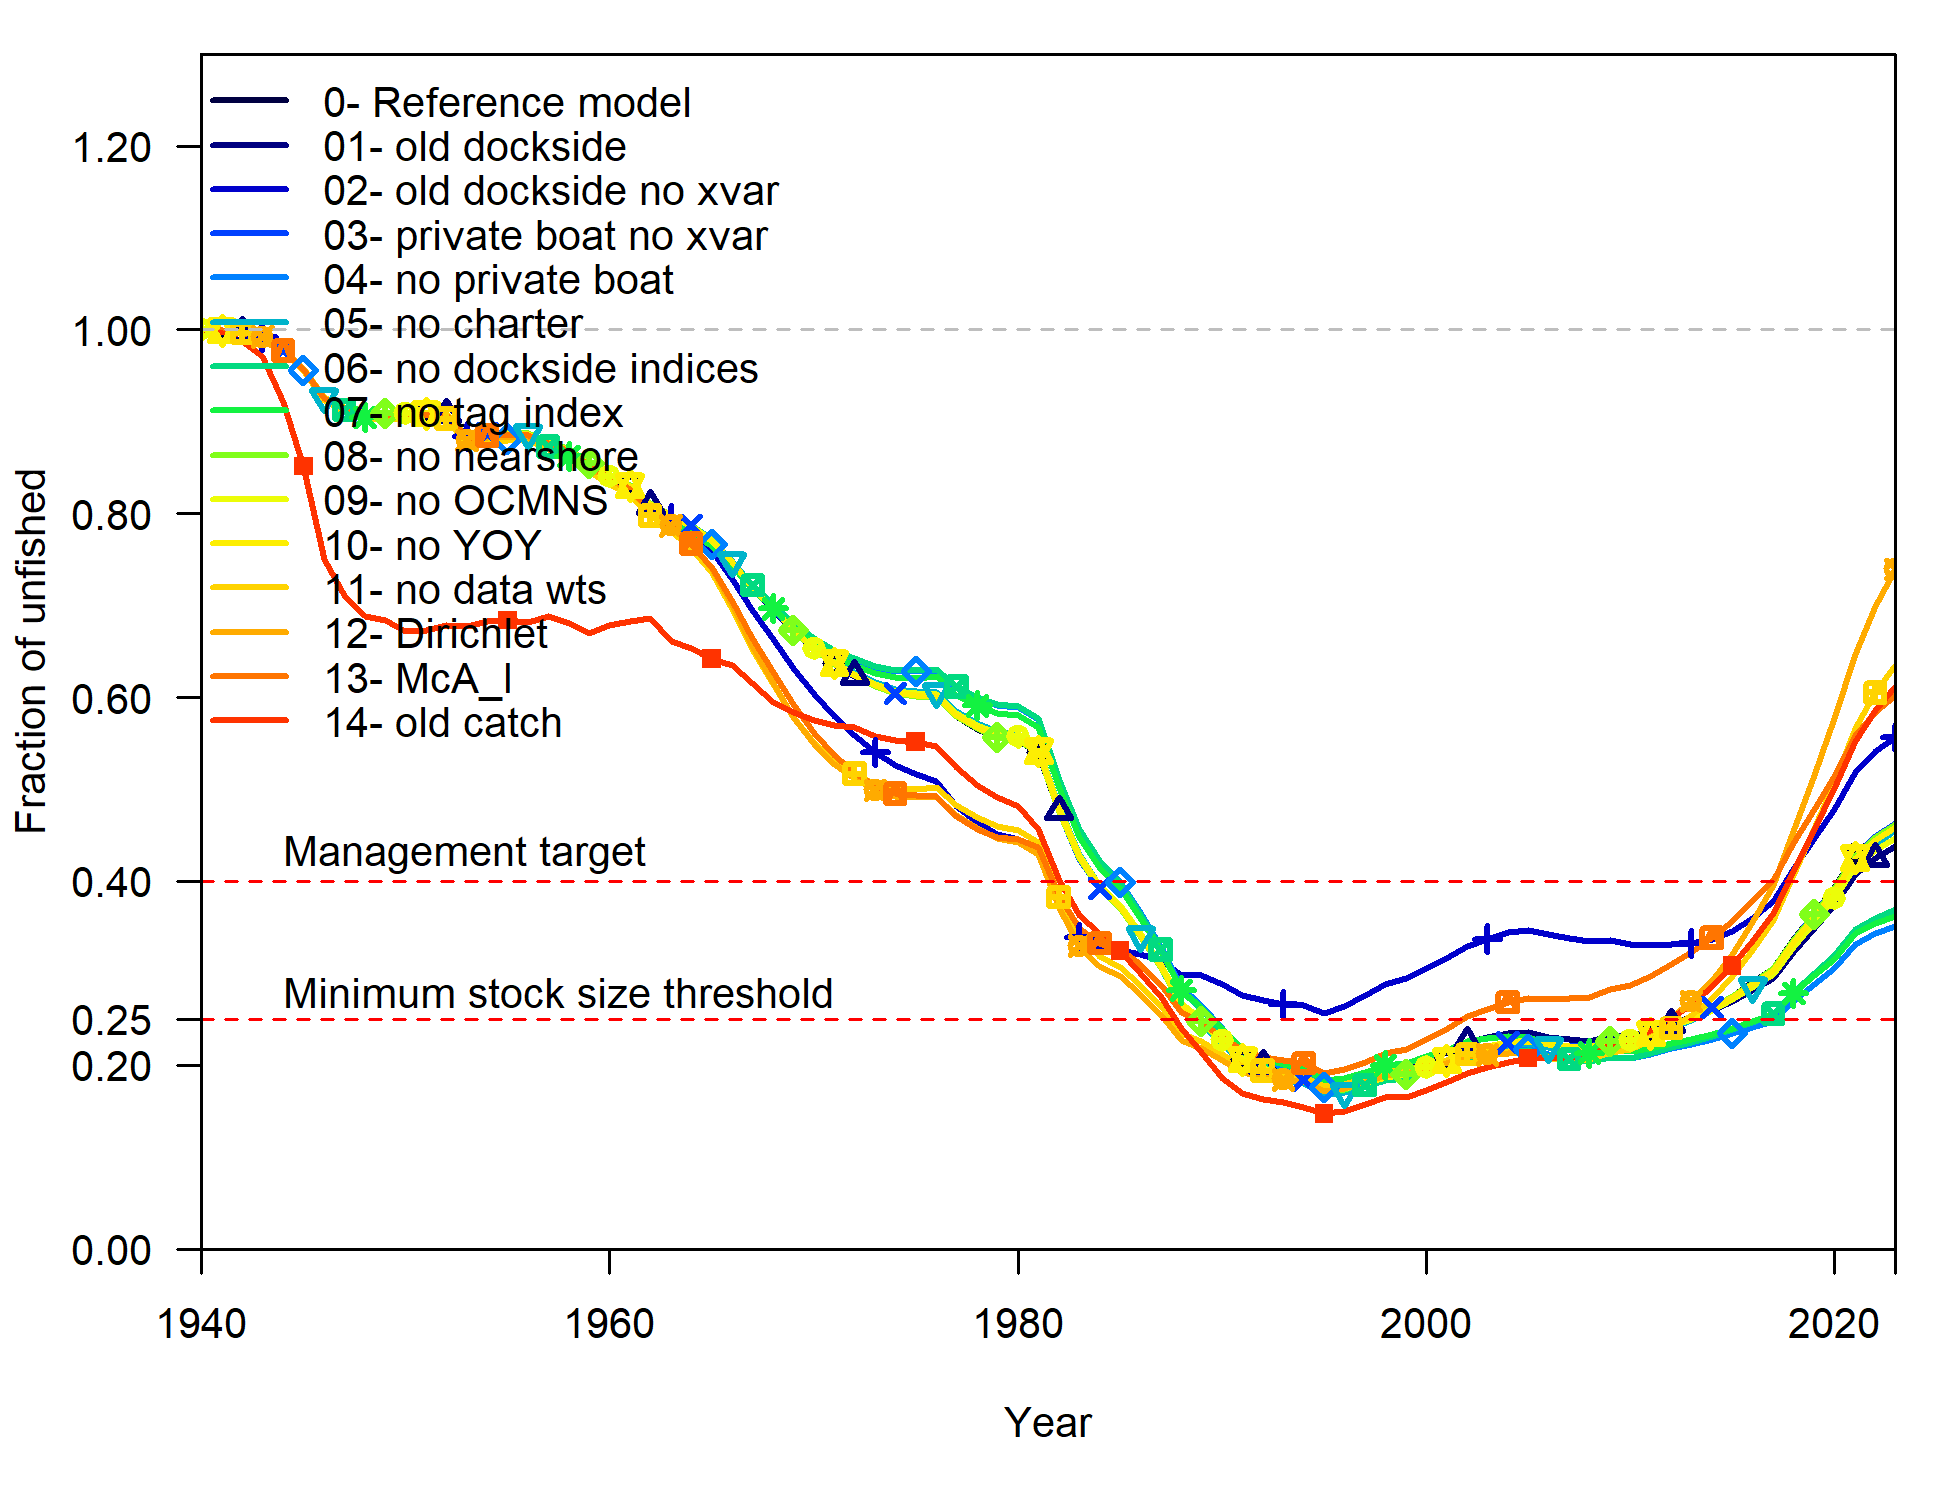 0- Reference model
01- old dockside
02- old dockside no xvar
03- private boat no xvar
04- no private boat
05- no charter
06- no dockside indices
07- no tag index
08- no nearshore
09- no OCMNS
10- no YOY
11- no data wts
12- Dirichlet
13- McA_I
14- old catch
1.20
1.00
0.80
0.60
0.40
0.25
0.20
0.00
Fraction of unfished
Management target
Minimum stock size threshold
1940
1960
1980
2000
2020
Year